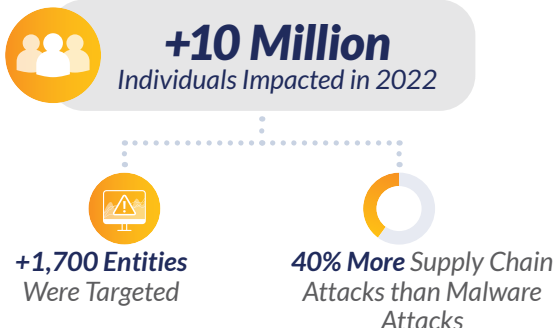 +10 Million
Individuals Impacted in 2022
+1,700 Entities
Were Targeted
40% More Supply Chain
Attacks than Malware
Attacks